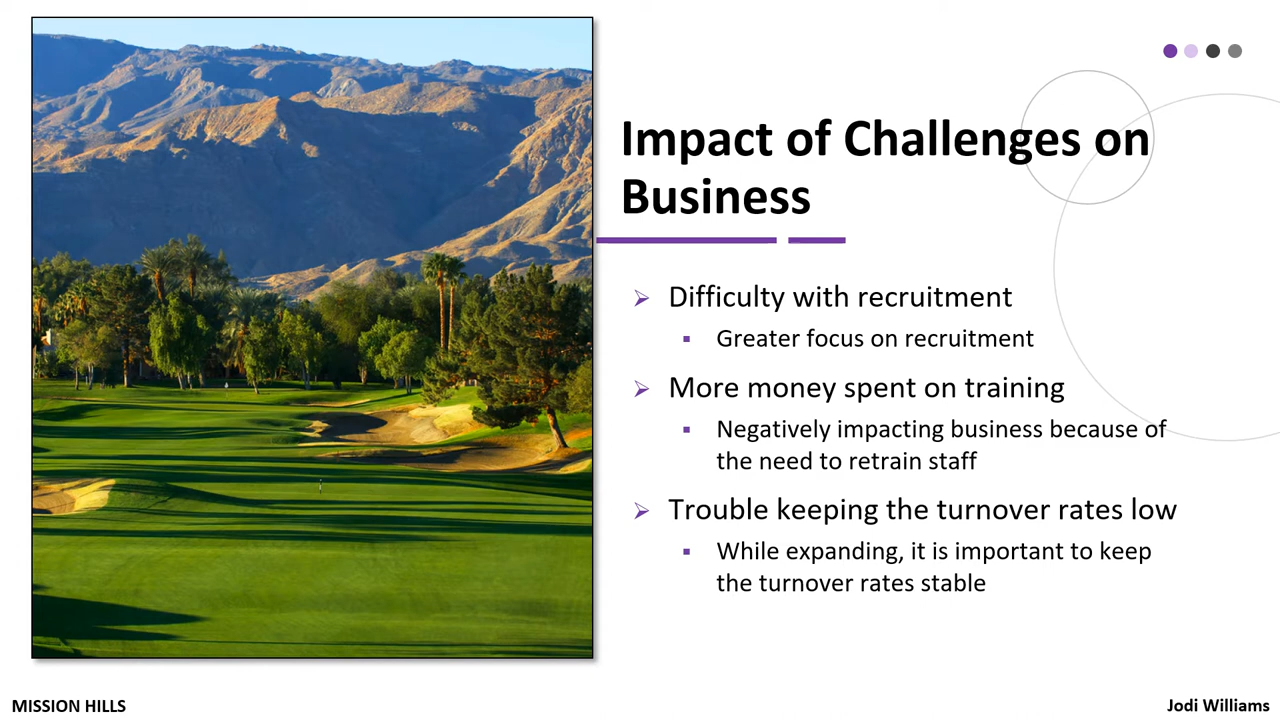 Impact of Challenges on
Business
Difficulty with recruitment
Greater focus on recruitment
More money spent on training
Negatively impacting business because of
the need to retrain staff
Trouble keeping the turnover rates low
While expanding, it is important to keep
the turnover rates stable
MISSION HILLS
Jodi Williams